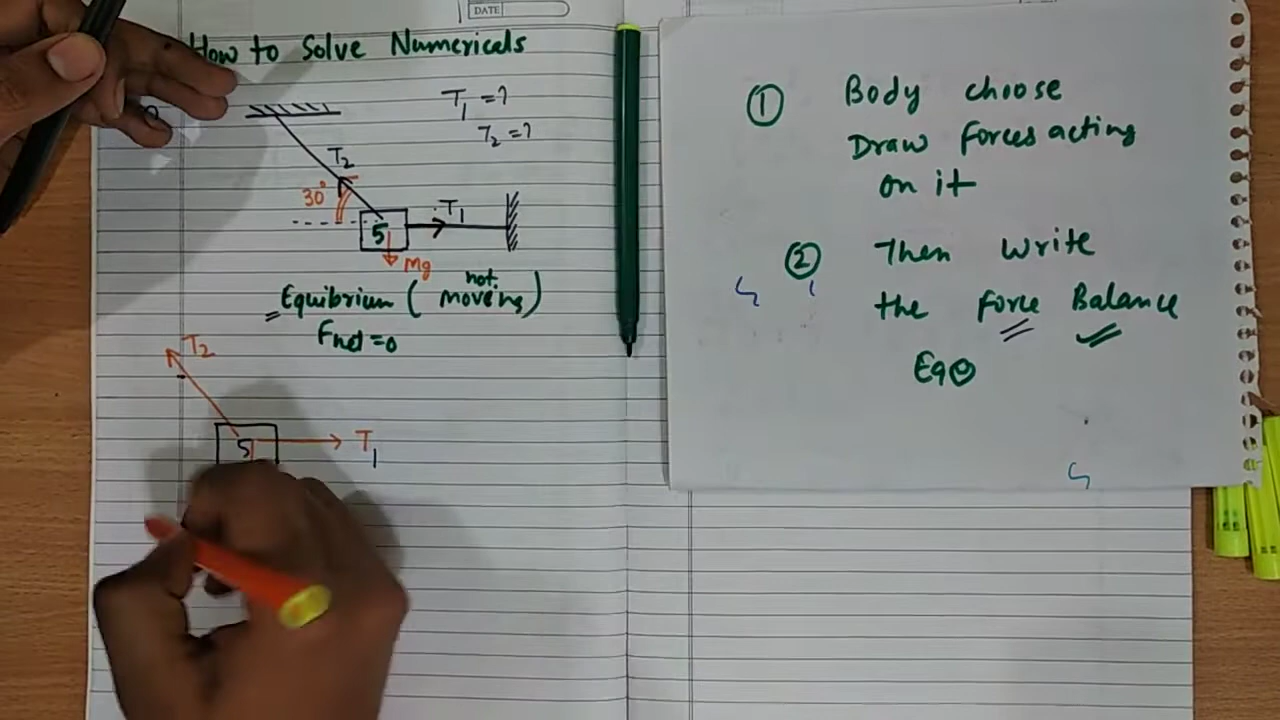 DATE
How to Solve Numericals
T1 = ?
T2 = ?
T2
30°
T1
5
Mg
Equibrium ( not moveing )
Fnet = 0
T2
5
T1
① Body choose
Draw forces acting
on it
② Then write
the force Balance
Eq